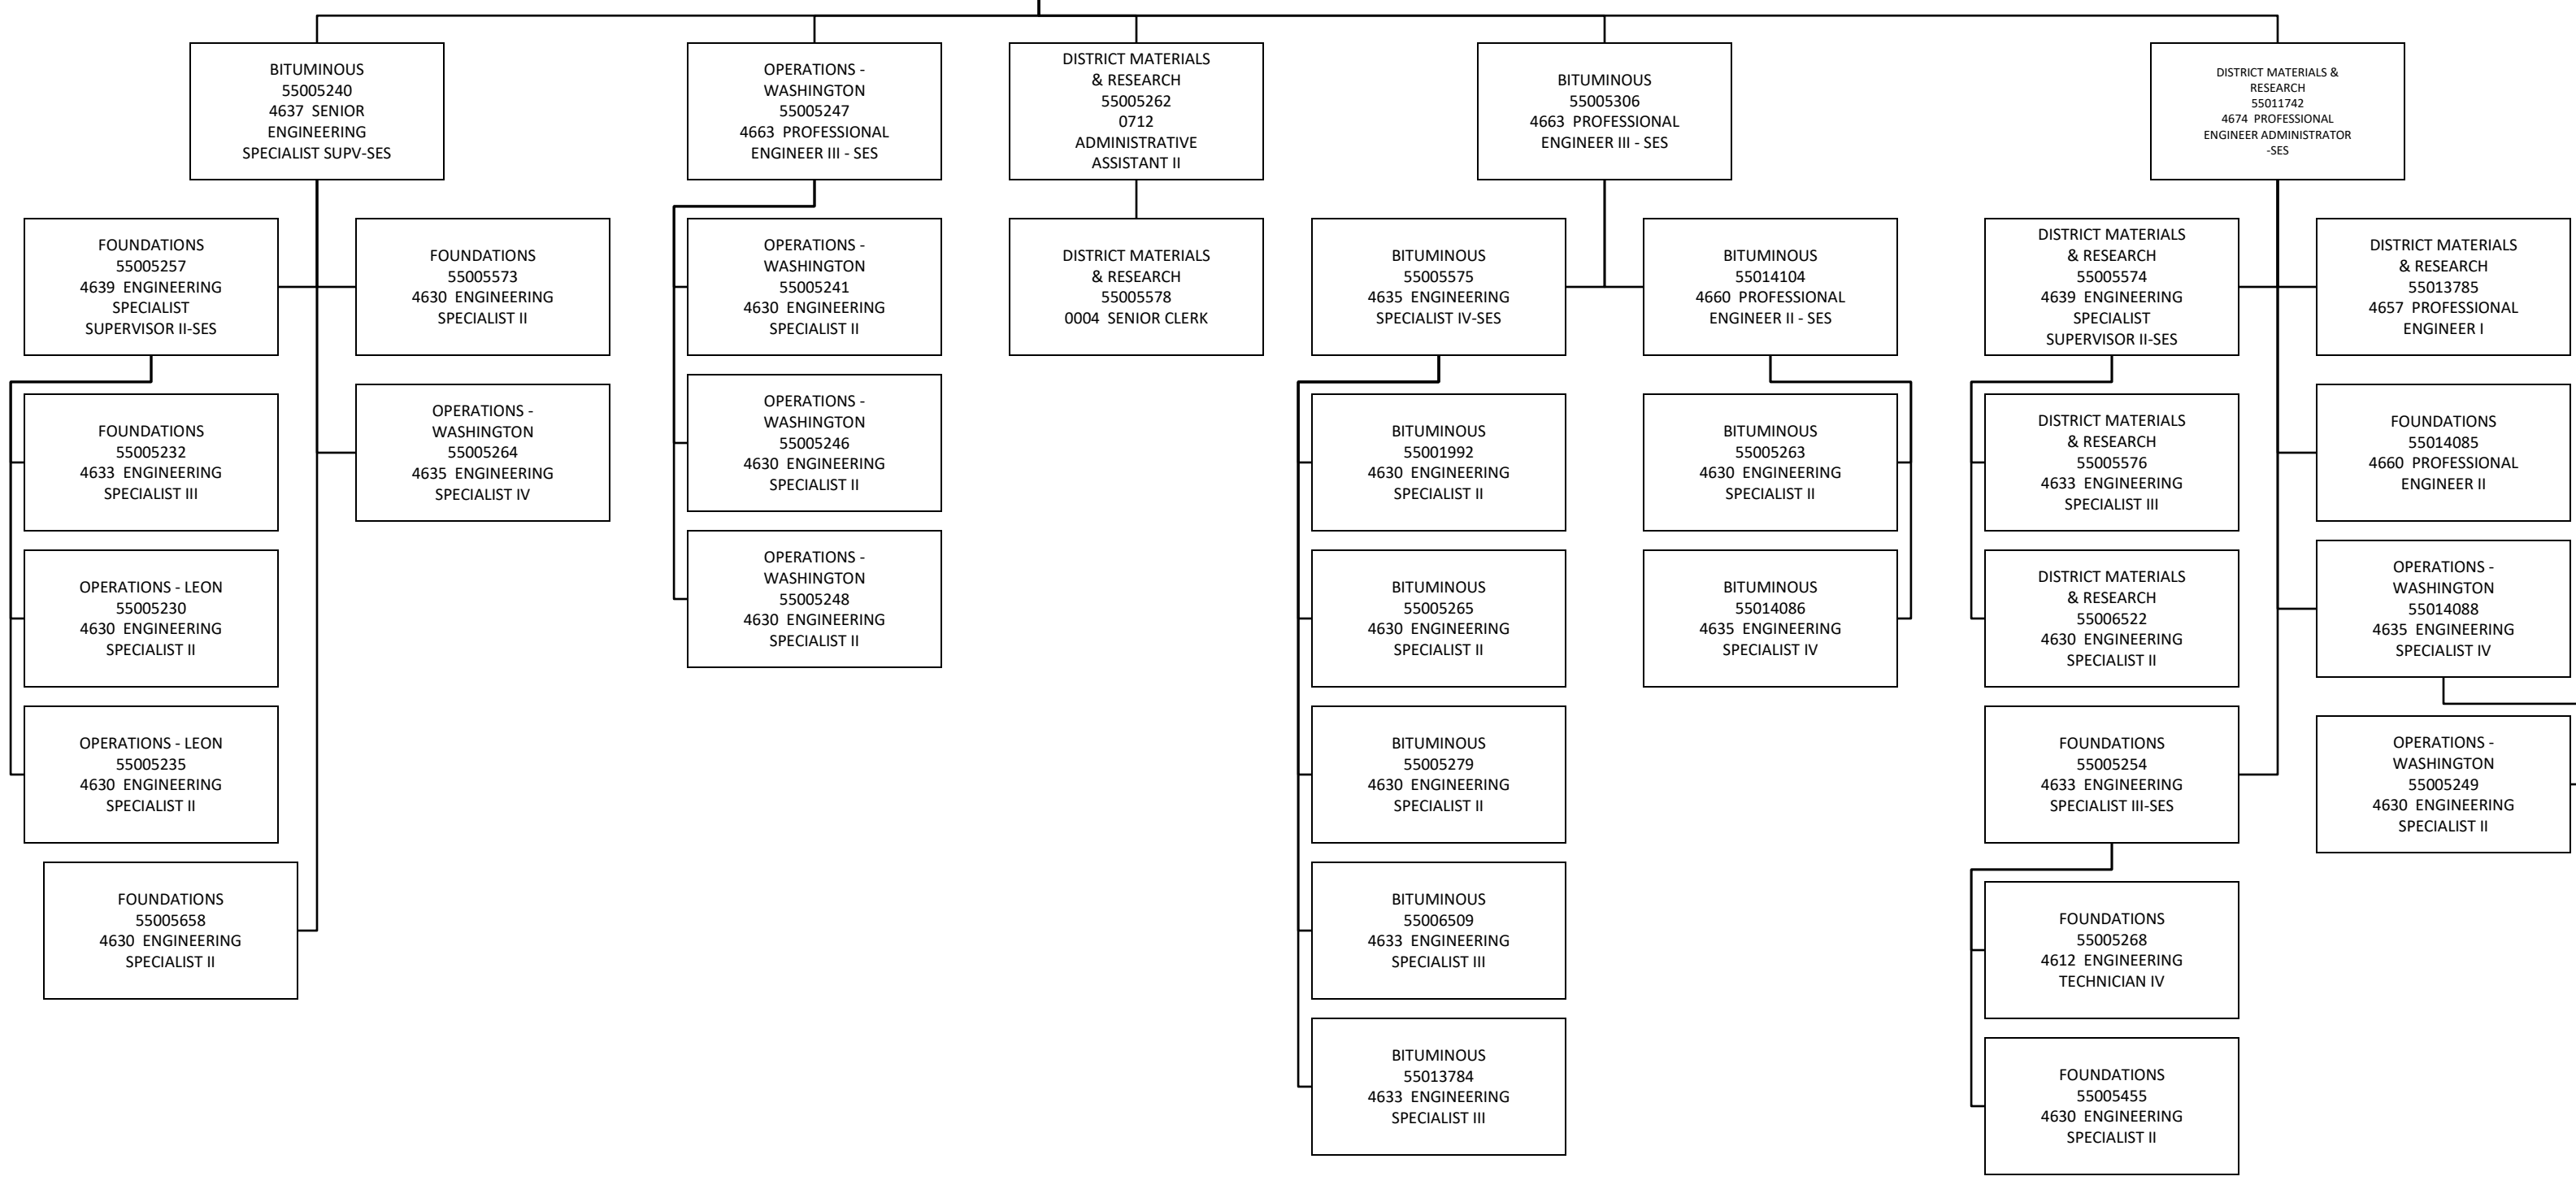 BITUMINOUS
55005240
4637 SENIOR
ENGINEERING
SPECIALIST SUPV-SES
OPERATIONS -
WASHINGTON
55005247
4663 PROFESSIONAL
ENGINEER III - SES
DISTRICT MATERIALS
& RESEARCH
55005262
0712
ADMINISTRATIVE
ASSISTANT II
BITUMINOUS
55005306
4663 PROFESSIONAL
ENGINEER III - SES
DISTRICT MATERIALS &
RESEARCH
55011742
4674 PROFESSIONAL
ENGINEER ADMINISTRATOR
-SES
FOUNDATIONS
55005257
4639 ENGINEERING
SPECIALIST
SUPERVISOR II-SES
FOUNDATIONS
55005573
4630 ENGINEERING
SPECIALIST II
OPERATIONS -
WASHINGTON
55005241
4630 ENGINEERING
SPECIALIST II
DISTRICT MATERIALS
& RESEARCH
55005578
0004 SENIOR CLERK
BITUMINOUS
55005575
4635 ENGINEERING
SPECIALIST IV-SES
BITUMINOUS
55014104
4660 PROFESSIONAL
ENGINEER II - SES
DISTRICT MATERIALS
& RESEARCH
55005574
4639 ENGINEERING
SPECIALIST
SUPERVISOR II-SES
DISTRICT MATERIALS
& RESEARCH
55013785
4657 PROFESSIONAL
ENGINEER I
FOUNDATIONS
55005232
4633 ENGINEERING
SPECIALIST III
OPERATIONS -
WASHINGTON
55005264
4635 ENGINEERING
SPECIALIST IV
OPERATIONS -
WASHINGTON
55005246
4630 ENGINEERING
SPECIALIST II
BITUMINOUS
55001992
4630 ENGINEERING
SPECIALIST II
BITUMINOUS
55005263
4630 ENGINEERING
SPECIALIST II
DISTRICT MATERIALS
& RESEARCH
55005576
4633 ENGINEERING
SPECIALIST III
FOUNDATIONS
55014085
4660 PROFESSIONAL
ENGINEER II
OPERATIONS - LEON
55005230
4630 ENGINEERING
SPECIALIST II
OPERATIONS -
WASHINGTON
55005248
4630 ENGINEERING
SPECIALIST II
BITUMINOUS
55005265
4630 ENGINEERING
SPECIALIST II
BITUMINOUS
55014086
4635 ENGINEERING
SPECIALIST IV
DISTRICT MATERIALS
& RESEARCH
55006522
4630 ENGINEERING
SPECIALIST II
OPERATIONS -
WASHINGTON
55014088
4635 ENGINEERING
SPECIALIST IV
OPERATIONS - LEON
55005235
4630 ENGINEERING
SPECIALIST II
BITUMINOUS
55005279
4630 ENGINEERING
SPECIALIST II
FOUNDATIONS
55005254
4633 ENGINEERING
SPECIALIST III-SES
OPERATIONS -
WASHINGTON
55005249
4630 ENGINEERING
SPECIALIST II
FOUNDATIONS
55005658
4630 ENGINEERING
SPECIALIST II
BITUMINOUS
55006509
4633 ENGINEERING
SPECIALIST III
FOUNDATIONS
55005268
4612 ENGINEERING
TECHNICIAN IV
BITUMINOUS
55013784
4633 ENGINEERING
SPECIALIST III
FOUNDATIONS
55005455
4630 ENGINEERING
SPECIALIST II